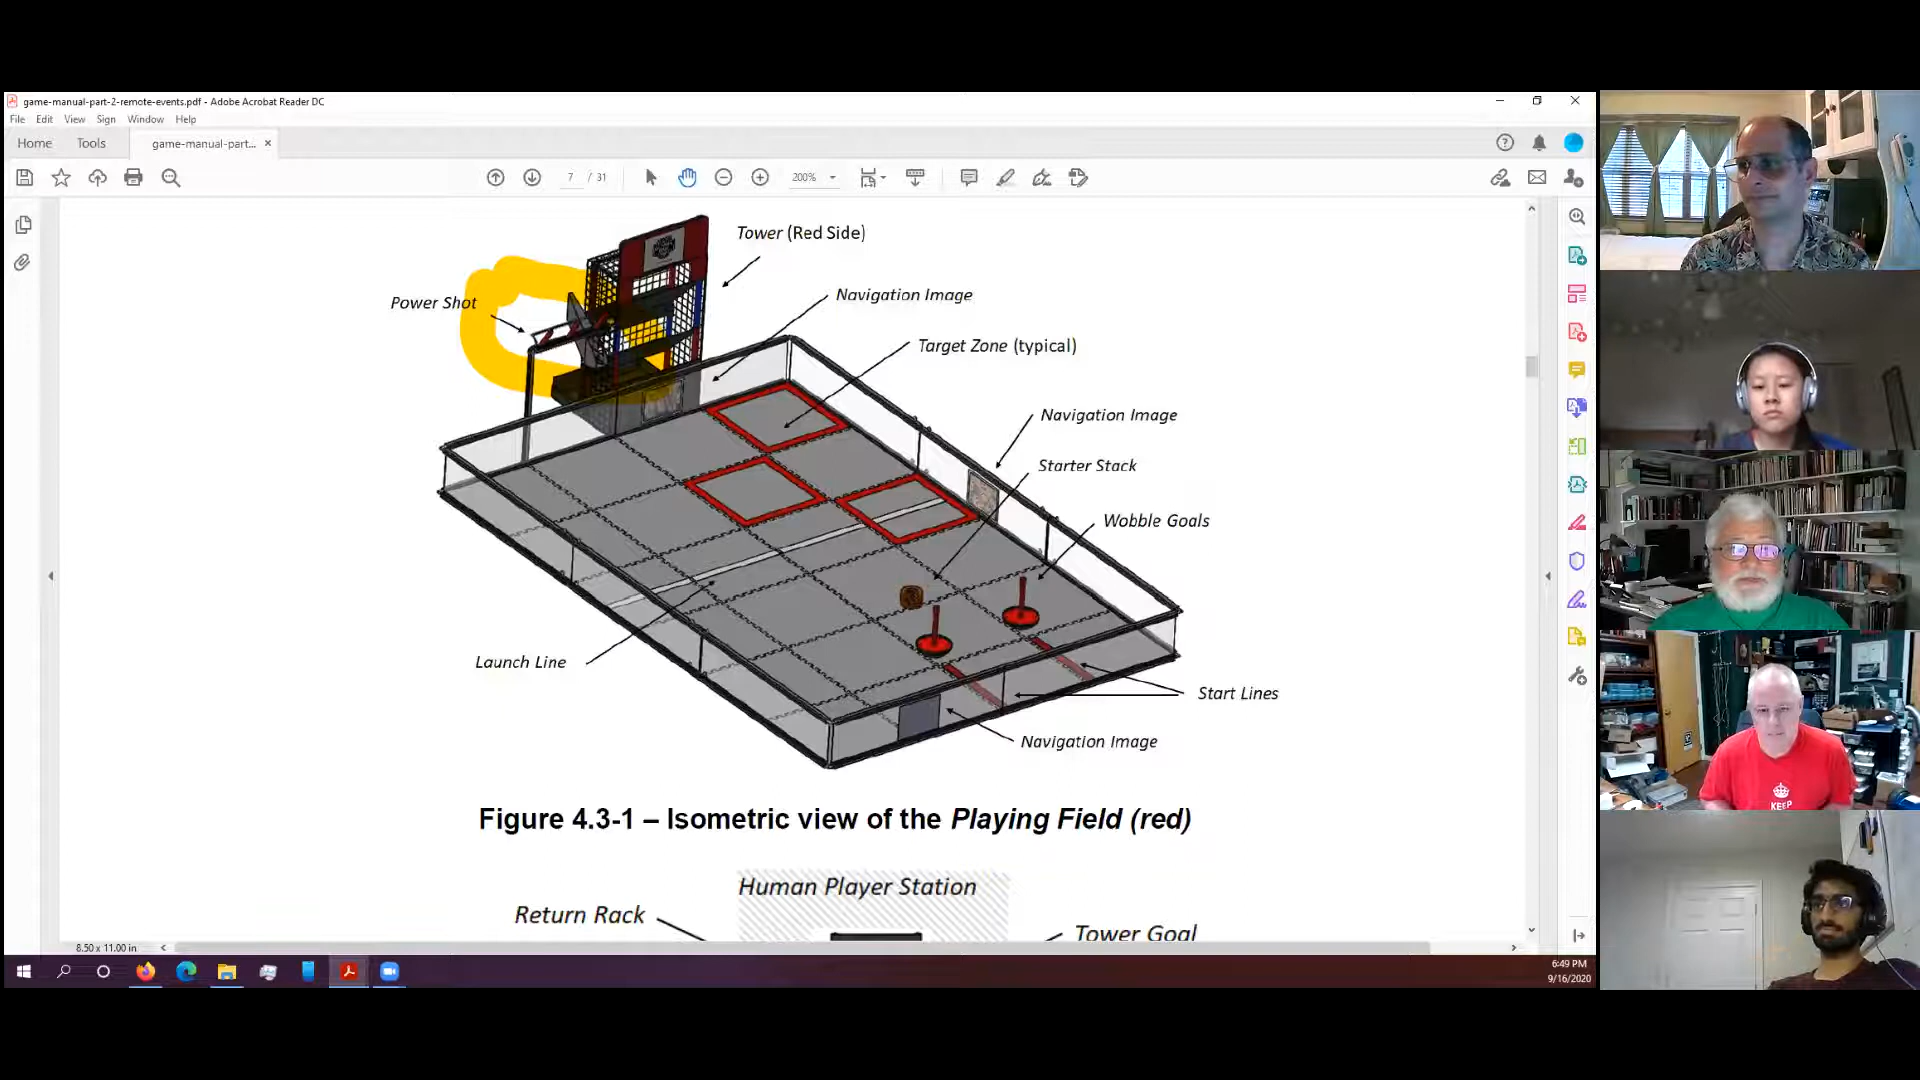 game-manual-part-2-remote-events.pdf - Adobe Acrobat Reader DC
File Edit View Sign Window Help
Home Tools game-manual-part... ×
7 / 31 200%
Tower (Red Side)
Power Shot
Navigation Image
Target Zone (typical)
Navigation Image
Starter Stack
Wobble Goals
Launch Line
Start Lines
Navigation Image
Figure 4.3-1 – Isometric view of the Playing Field (red)
Human Player Station
Return Rack
Tower Goal
8.50 x 11.00 in
6:49 PM
9/16/2020
KEEP